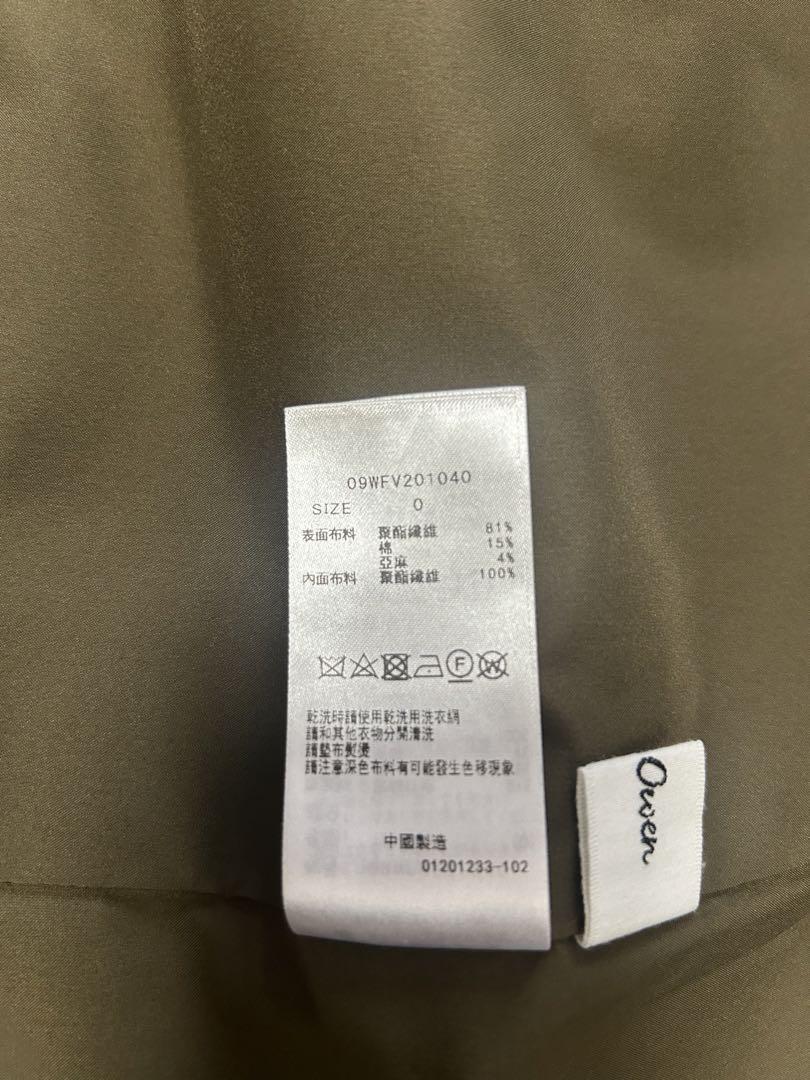 09WFV201040
SIZE 0
表面布料 聚酯纖維 81%
棉 15%
亞麻 4%
內面布料 聚酯纖維 100%
F W
乾洗時請使用乾洗用洗衣網
請和其他衣物分開清洗
請墊布熨燙
請注意深色布料有可能發生色移現象
中國製造
01201233-102
Owen